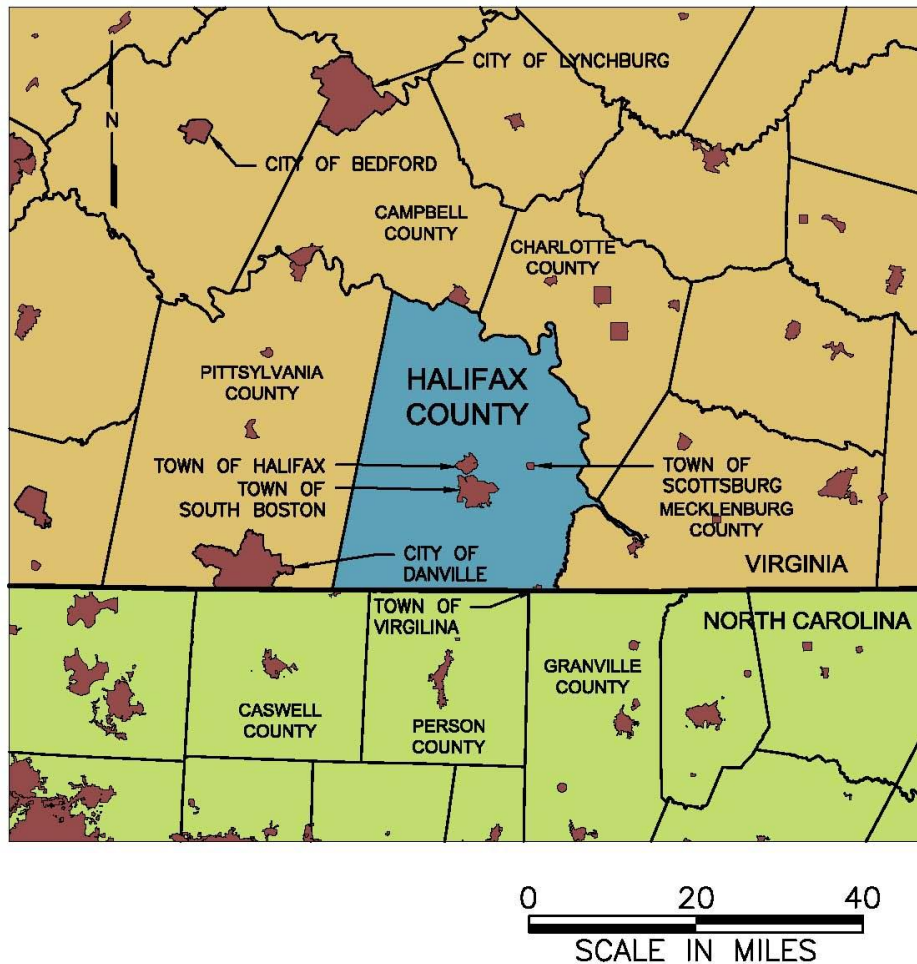 CITY OF LYNCHBURG
N
CITY OF BEDFORD
CAMPBELL
COUNTY
CHARLOTTE
COUNTY
PITTSYLVANIA
COUNTY
HALIFAX
COUNTY
TOWN OF HALIFAX
TOWN OF
SOUTH BOSTON
TOWN OF
SCOTTSBURG
MECKLENBURG
COUNTY
CITY OF
DANVILLE
VIRGINIA
TOWN OF
VIRGILINA
NORTH CAROLINA
GRANVILLE
COUNTY
CASWELL
COUNTY
PERSON
COUNTY
0 20 40
SCALE IN MILES